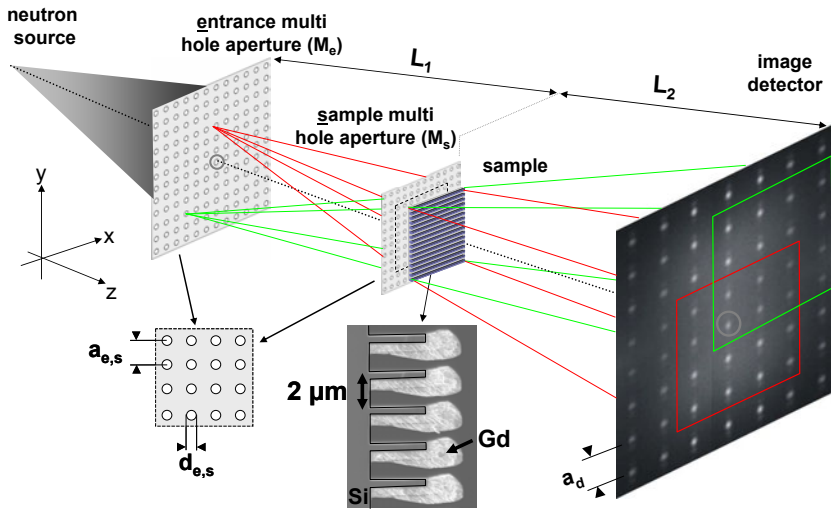 neutron
source
entrance multi
hole aperture (Me)
L1
L2
image
detector
sample multi
hole aperture (Ms)
sample
y
x
z
ae,s
de,s
2 µm
Gd
Si
ad